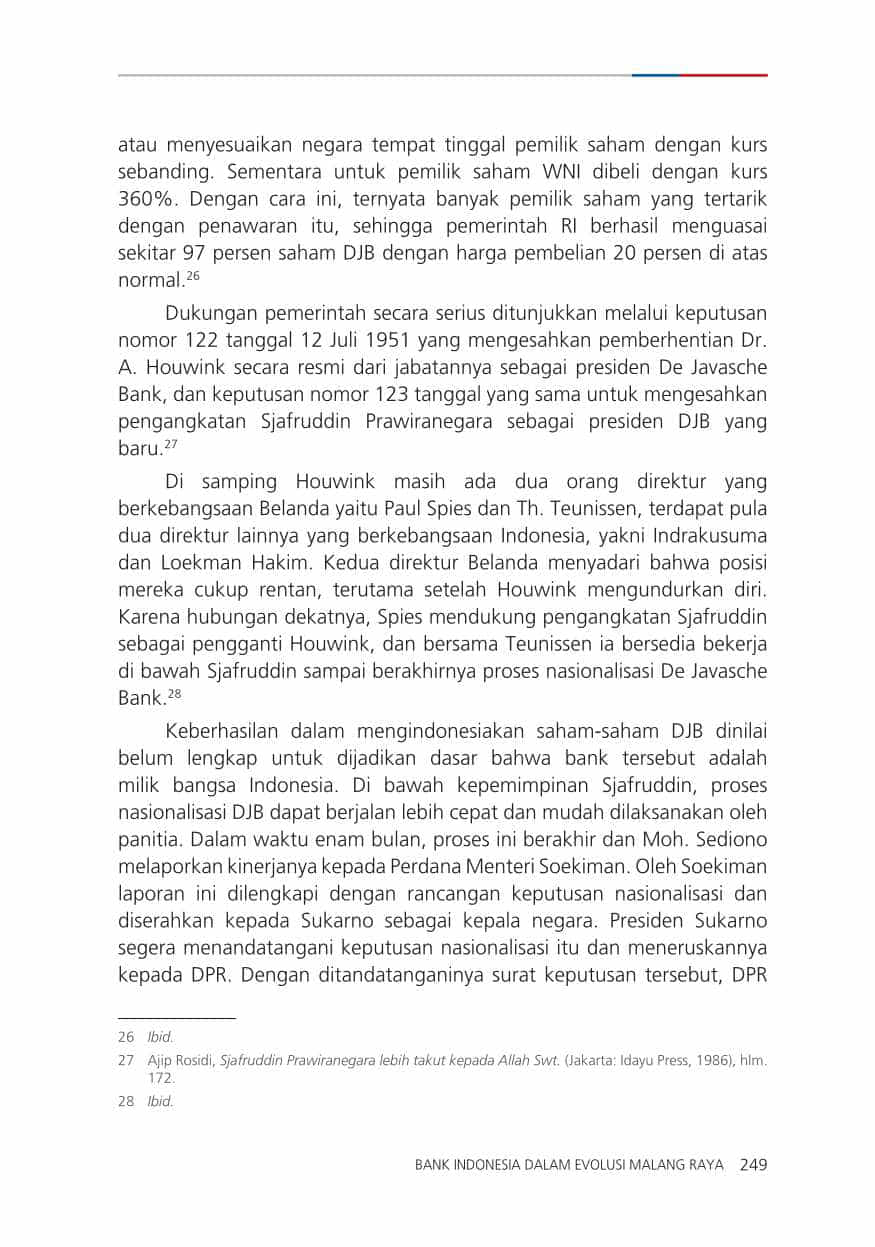 atau menyesuaikan negara tempat tinggal pemilik saham dengan kurs
sebanding. Sementara untuk pemilik saham WNI dibeli dengan kurs
360%. Dengan cara ini, ternyata banyak pemilik saham yang tertarik
dengan penawaran itu, sehingga pemerintah RI berhasil menguasai
sekitar 97 persen saham DJB dengan harga pembelian 20 persen di atas
normal.26
Dukungan pemerintah secara serius ditunjukkan melalui keputusan
nomor 122 tanggal 12 Juli 1951 yang mengesahkan pemberhentian Dr.
A. Houwink secara resmi dari jabatannya sebagai presiden De Javasche
Bank, dan keputusan nomor 123 tanggal yang sama untuk mengesahkan
pengangkatan Sjafruddin Prawiranegara sebagai presiden DJB yang
baru.27
Di samping Houwink masih ada dua orang direktur yang
berkebangsaan Belanda yaitu Paul Spies dan Th. Teunissen, terdapat pula
dua direktur lainnya yang berkebangsaan Indonesia, yakni Indrakusuma
dan Loekman Hakim. Kedua direktur Belanda menyadari bahwa posisi
mereka cukup rentan, terutama setelah Houwink mengundurkan diri.
Karena hubungan dekatnya, Spies mendukung pengangkatan Sjafruddin
sebagai pengganti Houwink, dan bersama Teunissen ia bersedia bekerja
di bawah Sjafruddin sampai berakhirnya proses nasionalisasi De Javasche
Bank.28
Keberhasilan dalam mengindonesiakan saham-saham DJB dinilai
belum lengkap untuk dijadikan dasar bahwa bank tersebut adalah
milik bangsa Indonesia. Di bawah kepemimpinan Sjafruddin, proses
nasionalisasi DJB dapat berjalan lebih cepat dan mudah dilaksanakan oleh
panitia. Dalam waktu enam bulan, proses ini berakhir dan Moh. Sediono
melaporkan kinerjanya kepada Perdana Menteri Soekiman. Oleh Soekiman
laporan ini dilengkapi dengan rancangan keputusan nasionalisasi dan
diserahkan kepada Sukarno sebagai kepala negara. Presiden Sukarno
segera menandatangani keputusan nasionalisasi itu dan meneruskannya
kepada DPR. Dengan ditandatanganinya surat keputusan tersebut, DPR
26 Ibid.
27 Ajip Rosidi, Sjafruddin Prawiranegara lebih takut kepada Allah Swt. (Jakarta: Idayu Press, 1986), hlm.
172.
28 Ibid.
BANK INDONESIA DALAM EVOLUSI MALANG RAYA 249